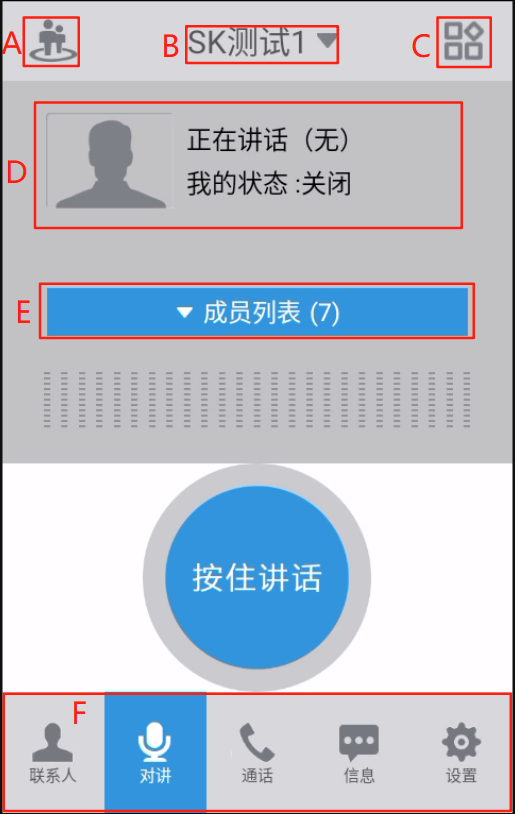 A
B
SK测试1
C
D
正在讲话（无）
我的状态 :关闭
E
成员列表 (7)
按住讲话
F
联系人
对讲
通话
信息
设置